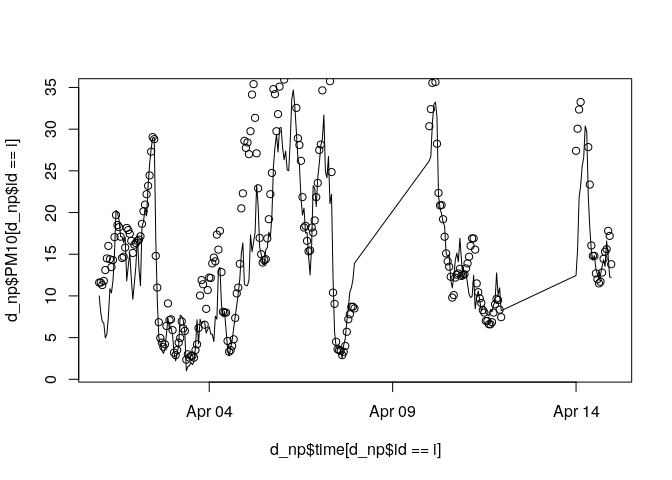 35
30
25
20
15
10
5
0
d_np$PM10[d_np$id == i]
Apr 04
Apr 09
Apr 14
d_np$time[d_np$id == i]